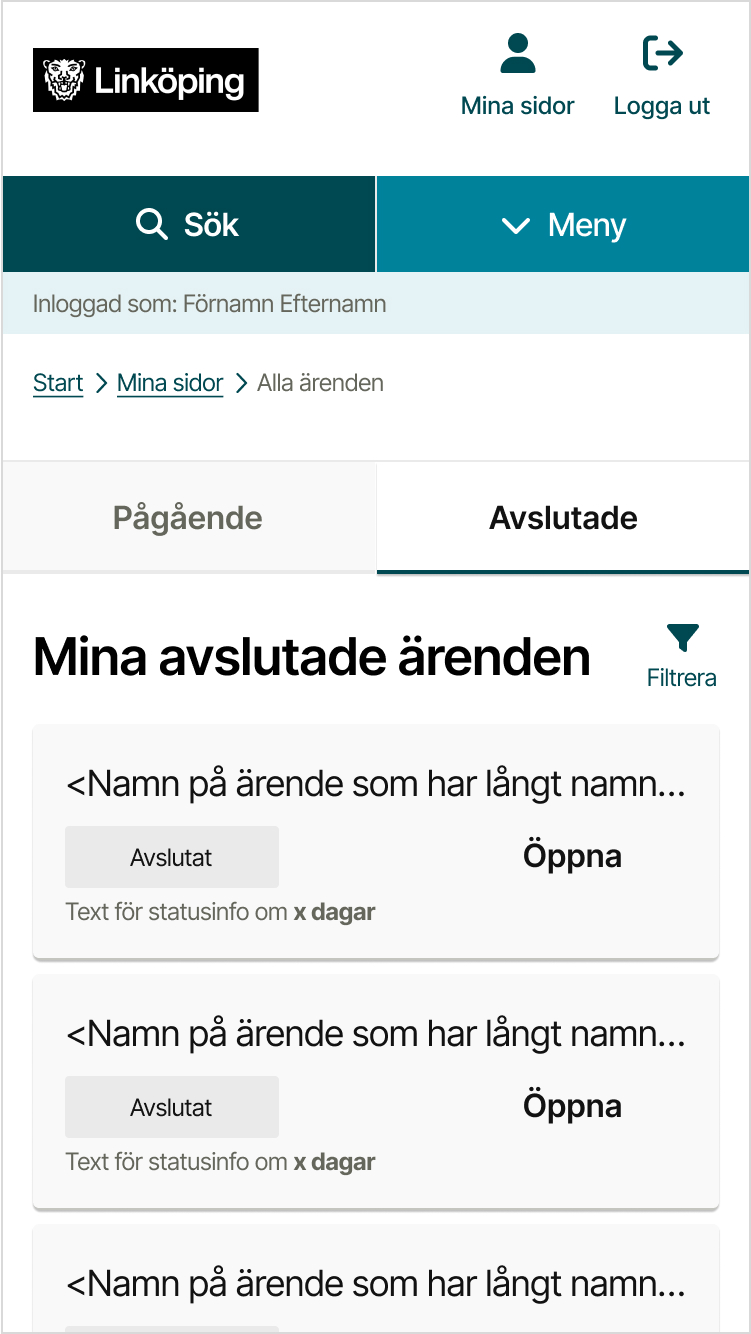 Linköping
Mina sidor
Logga ut
Sök
Meny
Inloggad som: Förnamn Efternamn
Start > Mina sidor > Alla ärenden
Pågående
Avslutade
Mina avslutade ärenden
Filtrera
<Namn på ärende som har långt namn...
Avslutat
Öppna
Text för statusinfo om x dagar
<Namn på ärende som har långt namn...
Avslutat
Öppna
Text för statusinfo om x dagar
<Namn på ärende som har långt namn...